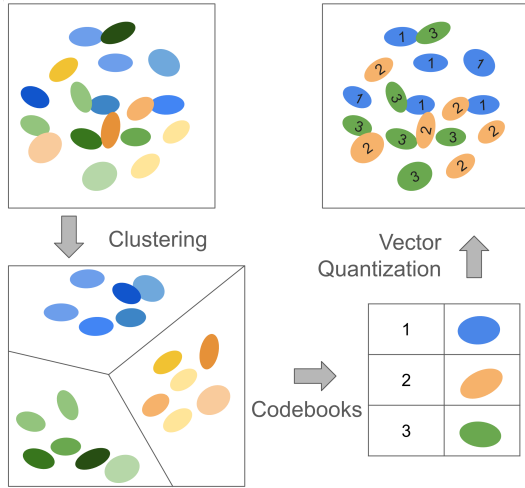 1 3
1 1
2
1 3 1 2 1
3 3 2 3 2
2
2
3
Clustering
Vector
Quantization
Codebooks
1
2
3